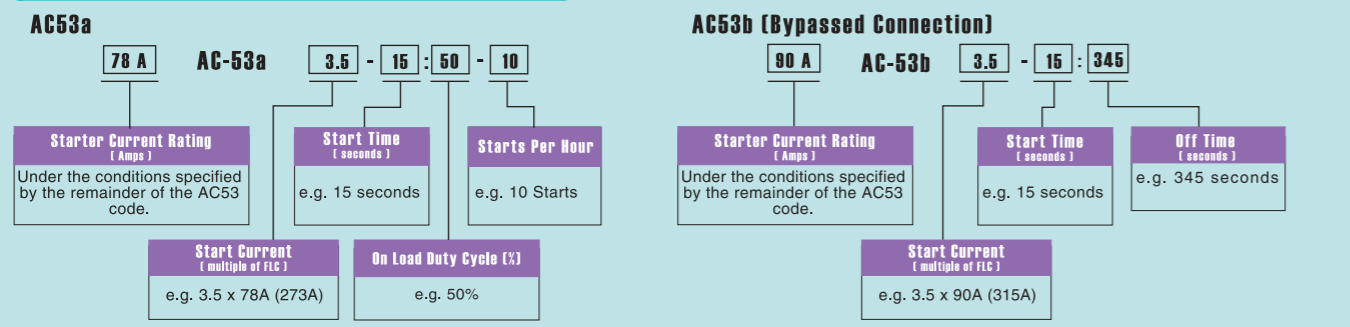 AC53a
78 A AC-53a 3.5 - 15 : 50 - 10
Starter Current Rating
( Amps )
Under the conditions specified
by the remainder of the AC53
code.
Start Time
( seconds )
e.g. 15 seconds
Starts Per Hour
e.g. 10 Starts
Start Current
( multiple of FLC )
e.g. 3.5 x 78A (273A)
On Load Duty Cycle (%)
e.g. 50%
AC53b (Bypassed Connection)
90 A AC-53b 3.5 - 15 : 345
Starter Current Rating
( Amps )
Under the conditions specified
by the remainder of the AC53
code.
Start Time
( seconds )
e.g. 15 seconds
Off Time
( seconds )
e.g. 345 seconds
Start Current
( multiple of FLC )
e.g. 3.5 x 90A (315A)